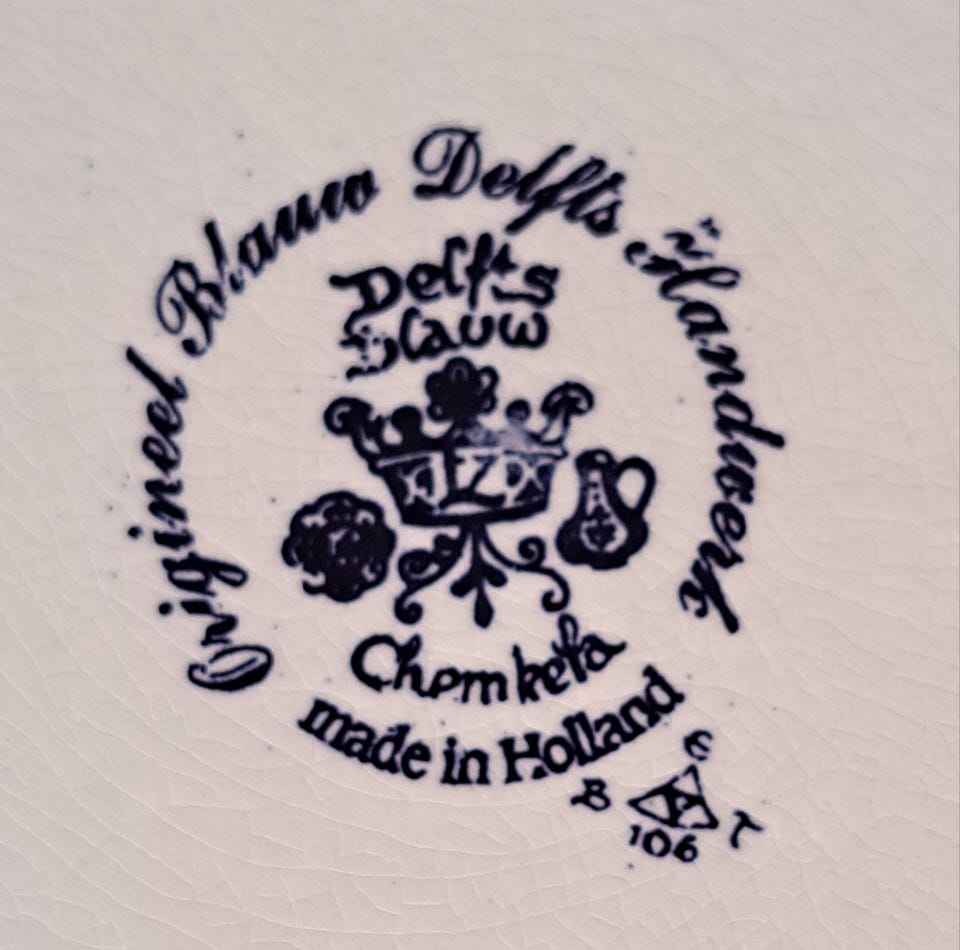 Origineel Blauw Delfts Handwerk
Delfts
Blauw
Chemkefa
made in Holland
B E T
106